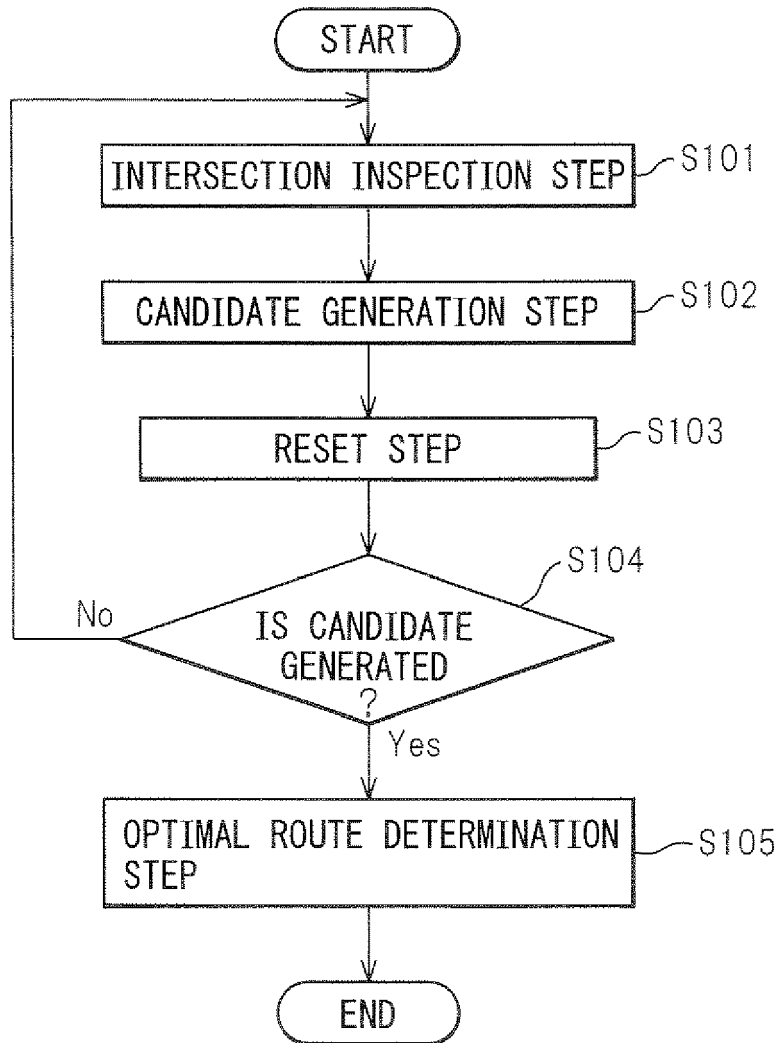 START
INTERSECTION INSPECTION STEP
S101
CANDIDATE GENERATION STEP
S102
RESET STEP
S103
S104
No
IS CANDIDATE
GENERATED
?
Yes
OPTIMAL ROUTE DETERMINATION
STEP
S105
END